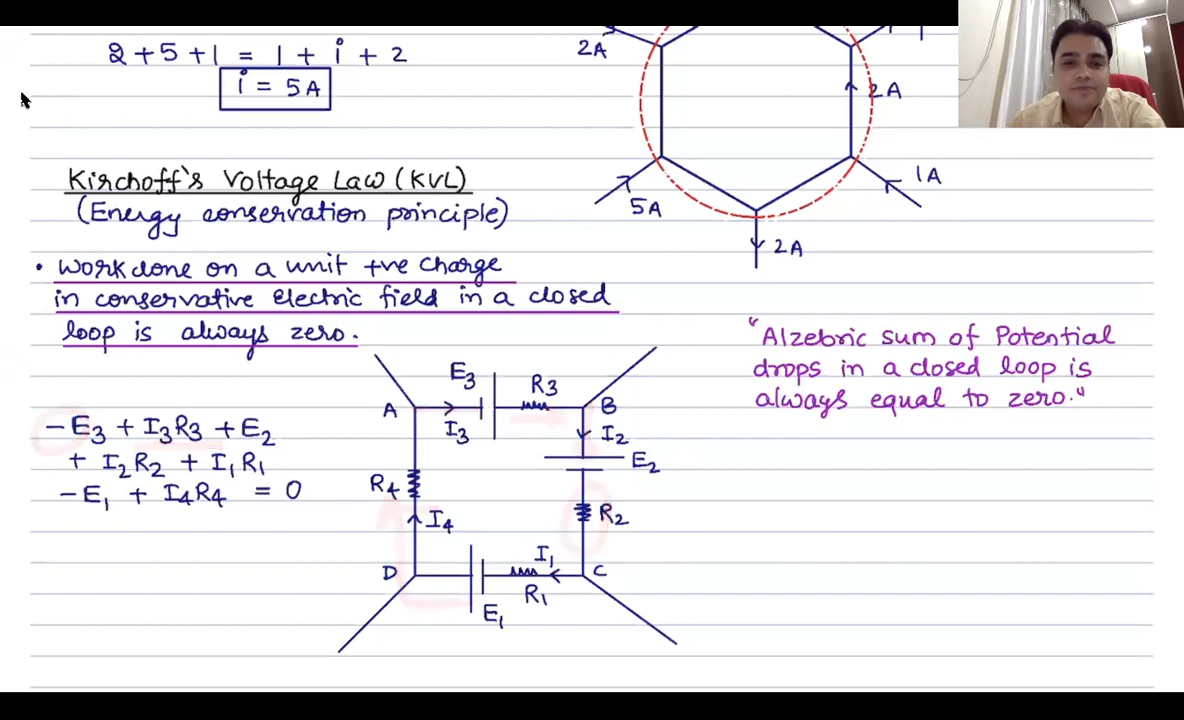 2 + 5 + 1 = 1 + i + 2
i = 5A
2A
2A
1A
5A
2A
Kirchoff's Voltage Law (KVL)
(Energy conservation principle)
• Work done on a unit +ve charge
in conservative electric field in a closed
loop is always zero.
"Alzebric sum of Potential
drops in a closed loop is
always equal to zero."
-E3 + I3R3 + E2
+ I2R2 + I1R1
-E1 + I4R4 = 0
A
E3
R3
B
I3
I2
E2
R4
I4
R2
D
I1
C
R1
E1